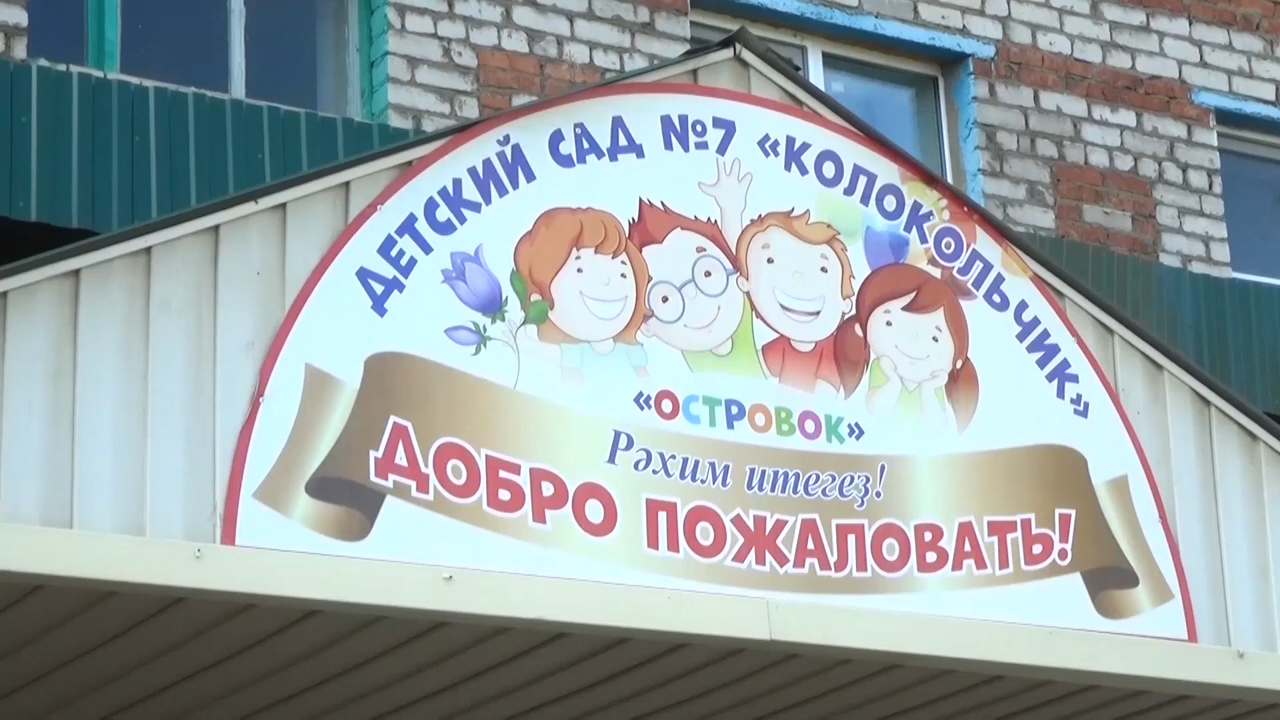 ДЕТСКИЙ САД №7 «КОЛОКОЛЬЧИК»
«ОСТРОВОК»
Рәхим итегеҙ!
ДОБРО ПОЖАЛОВАТЬ!